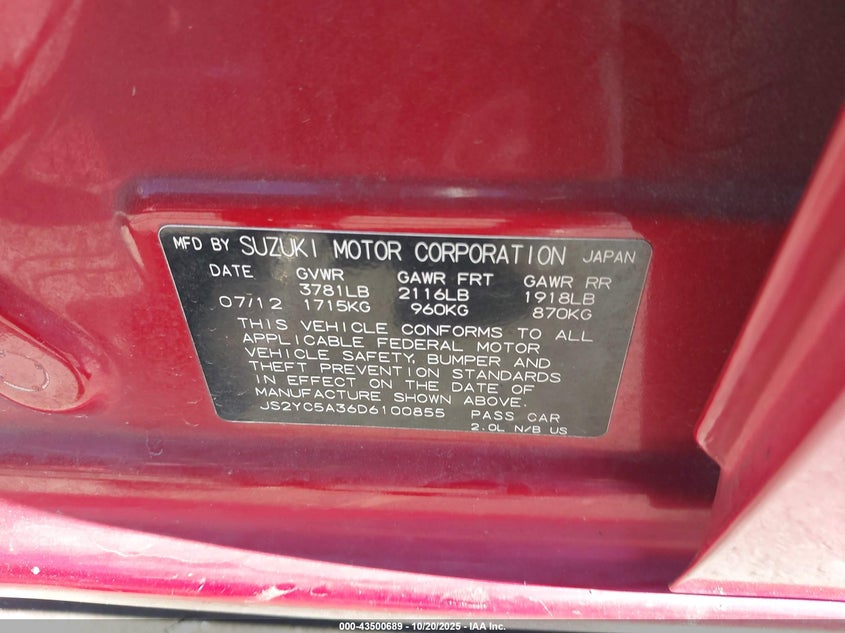 MFD BY SUZUKI MOTOR CORPORATION JAPAN
DATE GVWR GAWR FRT GAWR RR
3781LB 2116LB 1918LB
07/12 1715KG 960KG 870KG
THIS VEHICLE CONFORMS TO ALL
APPLICABLE FEDERAL MOTOR
VEHICLE SAFETY, BUMPER AND
THEFT PREVENTION STANDARDS
IN EFFECT ON THE DATE OF
MANUFACTURE SHOWN ABOVE.
JS2YC5A36D6100855 PASS CAR
2.0L N/B US
000-43500689 - 10/20/2025 - IAA Inc.